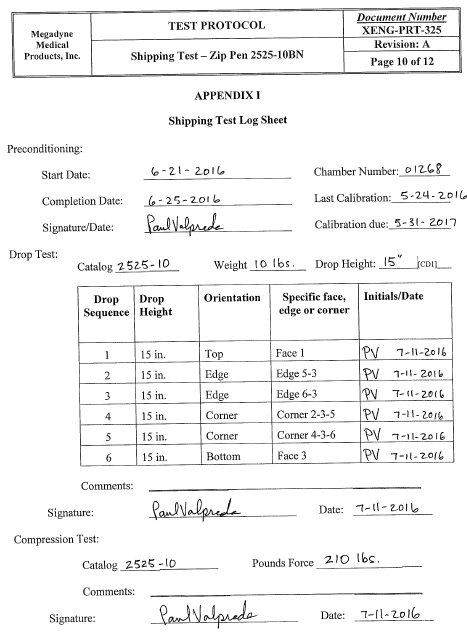 Megadyne
Medical
Products, Inc.
TEST PROTOCOL
Shipping Test – Zip Pen 2525-10BN
Document Number
XENG-PRT-325
Revision: A
Page 10 of 12
APPENDIX I
Shipping Test Log Sheet
Preconditioning:
Start Date: 6-21-2016 Chamber Number: 01268
Completion Date: 6-25-2016 Last Calibration: 5-24-2016
Signature/Date: Paul Valpreda Calibration due: 5-31-2017
Drop Test:
Catalog 2525-10 Weight 10 lbs. Drop Height: 15" [CD1]
Drop Sequence Drop Height Orientation Specific face, edge or corner Initials/Date
1 15 in. Top Face 1 PV 7-11-2016
2 15 in. Edge Edge 5-3 PV 7-11-2016
3 15 in. Edge Edge 6-3 PV 7-11-2016
4 15 in. Corner Corner 2-3-5 PV 7-11-2016
5 15 in. Corner Corner 4-3-6 PV 7-11-2016
6 15 in. Bottom Face 3 PV 7-11-2016
Comments:
Signature: Paul Valpreda Date: 7-11-2016
Compression Test:
Catalog 2525-10 Pounds Force 210 lbs.
Comments:
Signature: Paul Valpreda Date: 7-11-2016